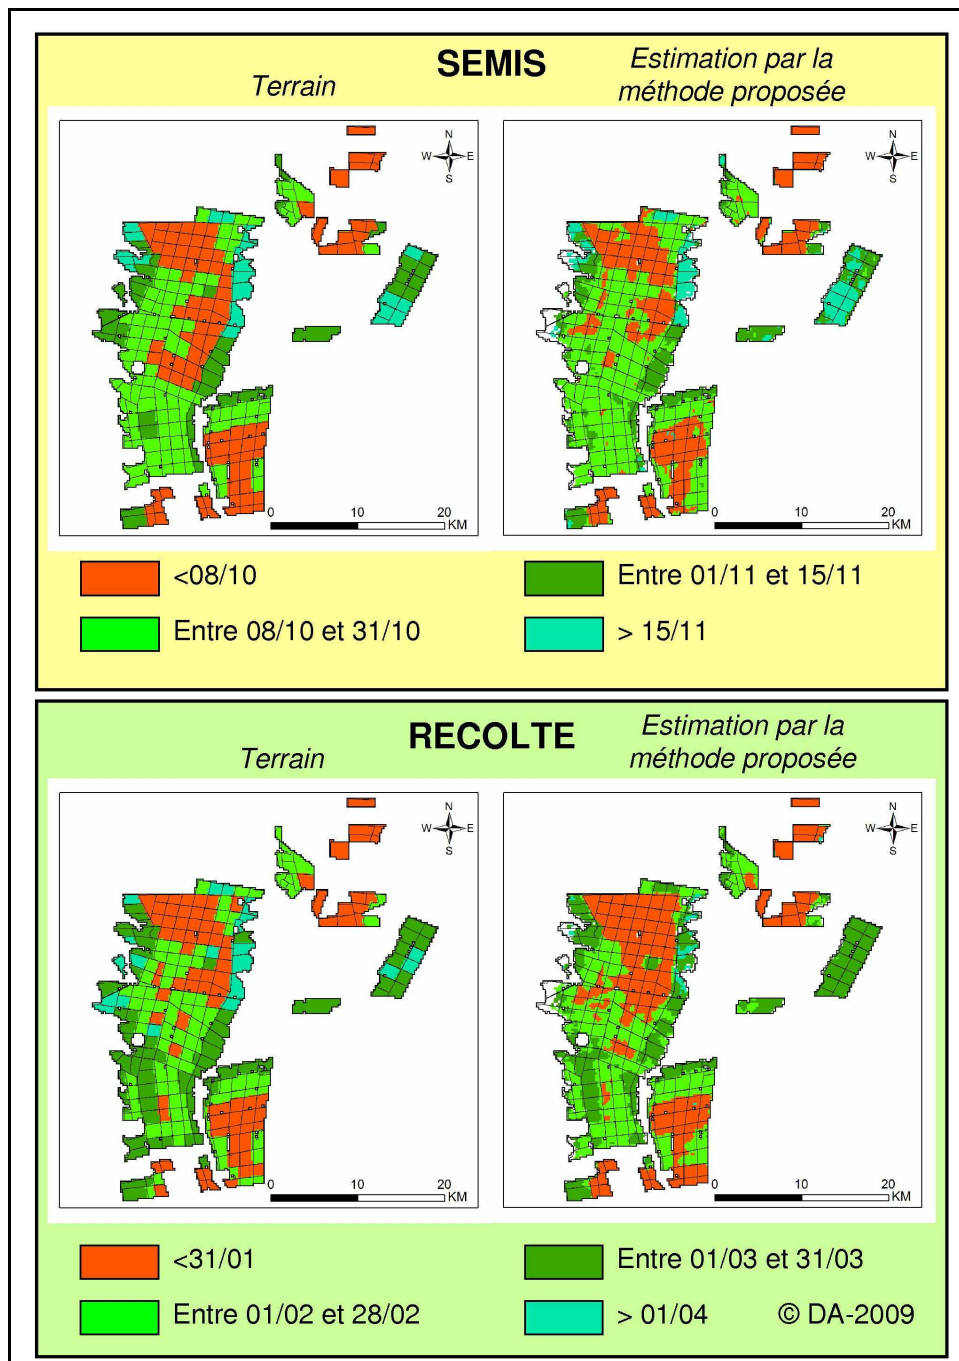 SEMIS
Terrain
Estimation par la
méthode proposée
N
W E
S
0 10 20
KM
N
W E
S
0 10 20
KM
<08/10
Entre 01/11 et 15/11
Entre 08/10 et 31/10
> 15/11
RECOLTE
Terrain
Estimation par la
méthode proposée
N
W E
S
0 10 20
KM
N
W E
S
0 10 20
KM
<31/01
Entre 01/03 et 31/03
Entre 01/02 et 28/02
> 01/04
© DA-2009